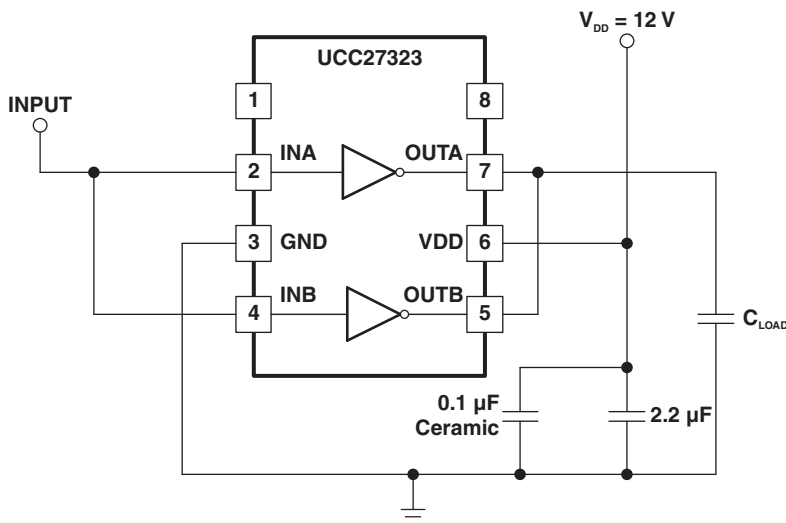 V_DD = 12 V
UCC27323
1
8
INPUT
INA
OUTA
2
7
3
GND
VDD
6
INB
OUTB
4
5
C_LOAD
0.1 µF
Ceramic
2.2 µF